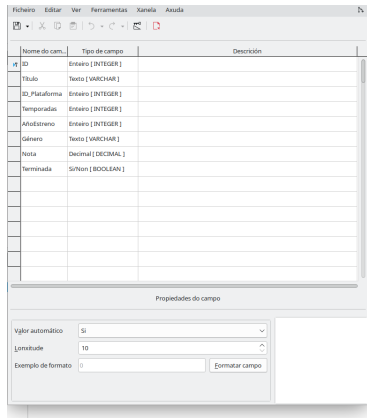 Ficheiro Editar Ver Ferramentas Xanela Axuda
Nome do cam... Tipo de campo Descrición
ID Enteiro [ INTEGER ]
Título Texto [ VARCHAR ]
ID_Plataforma Enteiro [ INTEGER ]
Temporadas Enteiro [ INTEGER ]
AñoEstreno Enteiro [ INTEGER ]
Género Texto [ VARCHAR ]
Nota Decimal [ DECIMAL ]
Terminada Si/Non [ BOOLEAN ]
Propiedades do campo
Valor automático Si
Lonxitude 10
Exemplo de formato 0 Formatar campo